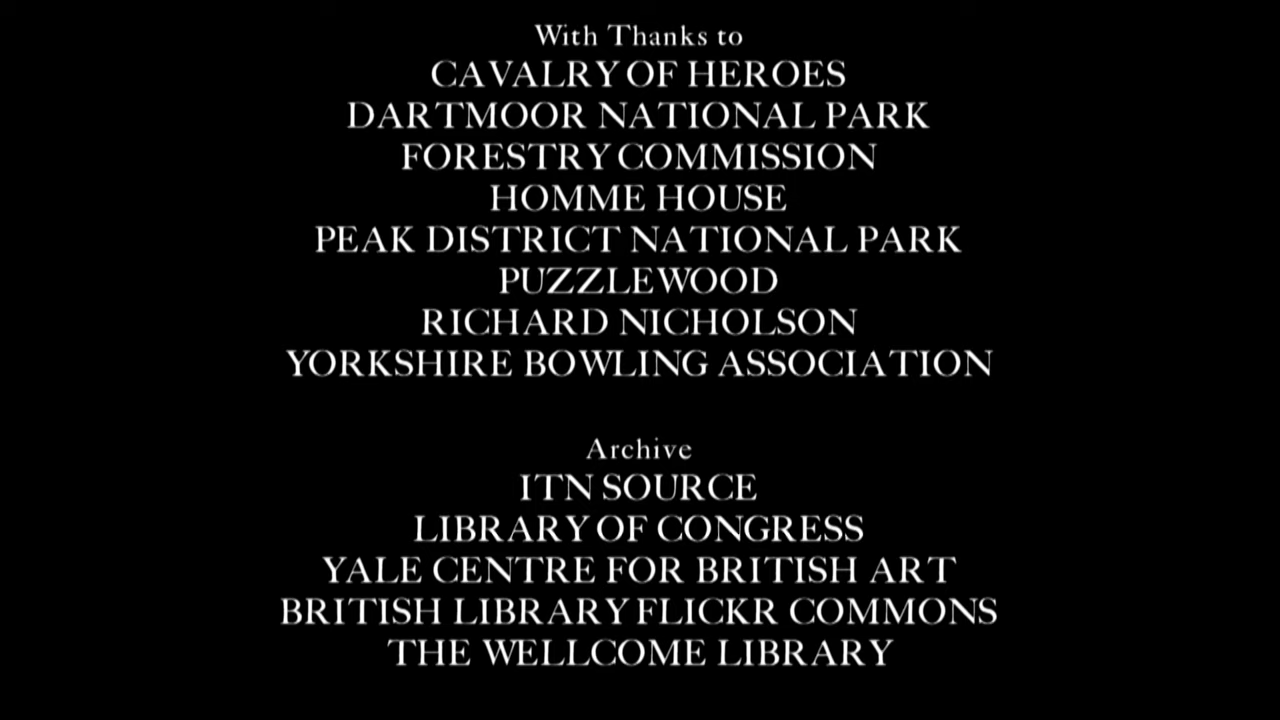 With Thanks to
CAVALRY OF HEROES
DARTMOOR NATIONAL PARK
FORESTRY COMMISSION
HOMME HOUSE
PEAK DISTRICT NATIONAL PARK
PUZZLEWOOD
RICHARD NICHOLSON
YORKSHIRE BOWLING ASSOCIATION
Archive
ITN SOURCE
LIBRARY OF CONGRESS
YALE CENTRE FOR BRITISH ART
BRITISH LIBRARY FLICKR COMMONS
THE WELLCOME LIBRARY